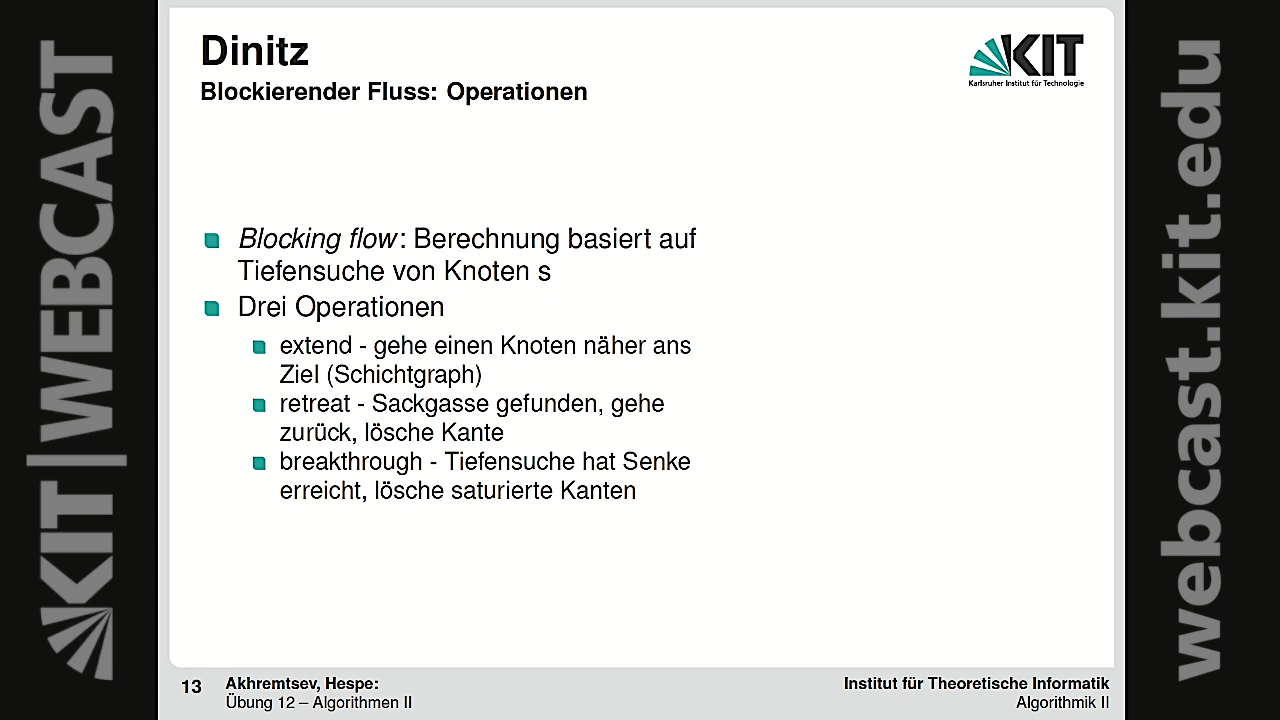 Dinitz
Blockierender Fluss: Operationen
KIT
Karlsruher Institut für Technologie
Blocking flow: Berechnung basiert auf
Tiefensuche von Knoten s
Drei Operationen
extend - gehe einen Knoten näher ans
Ziel (Schichtgraph)
retreat - Sackgasse gefunden, gehe
zurück, lösche Kante
breakthrough - Tiefensuche hat Senke
erreicht, lösche saturierte Kanten
13
Akhremtsev, Hespe:
Übung 12 – Algorithmen II
Institut für Theoretische Informatik
Algorithmik II
KIT | WEBCAST
webcast.kit.edu